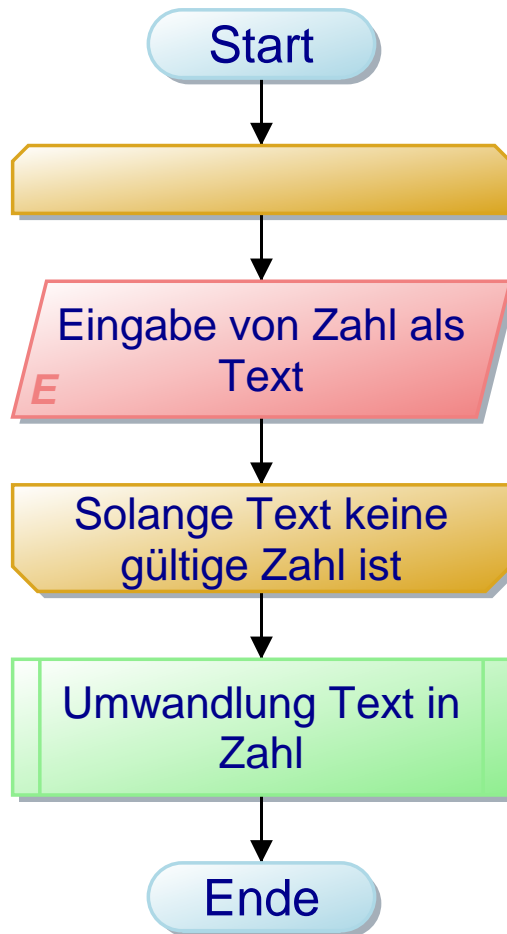 Start
Eingabe von Zahl als
Text
E
Solange Text keine
gültige Zahl ist
Umwandlung Text in
Zahl
Ende